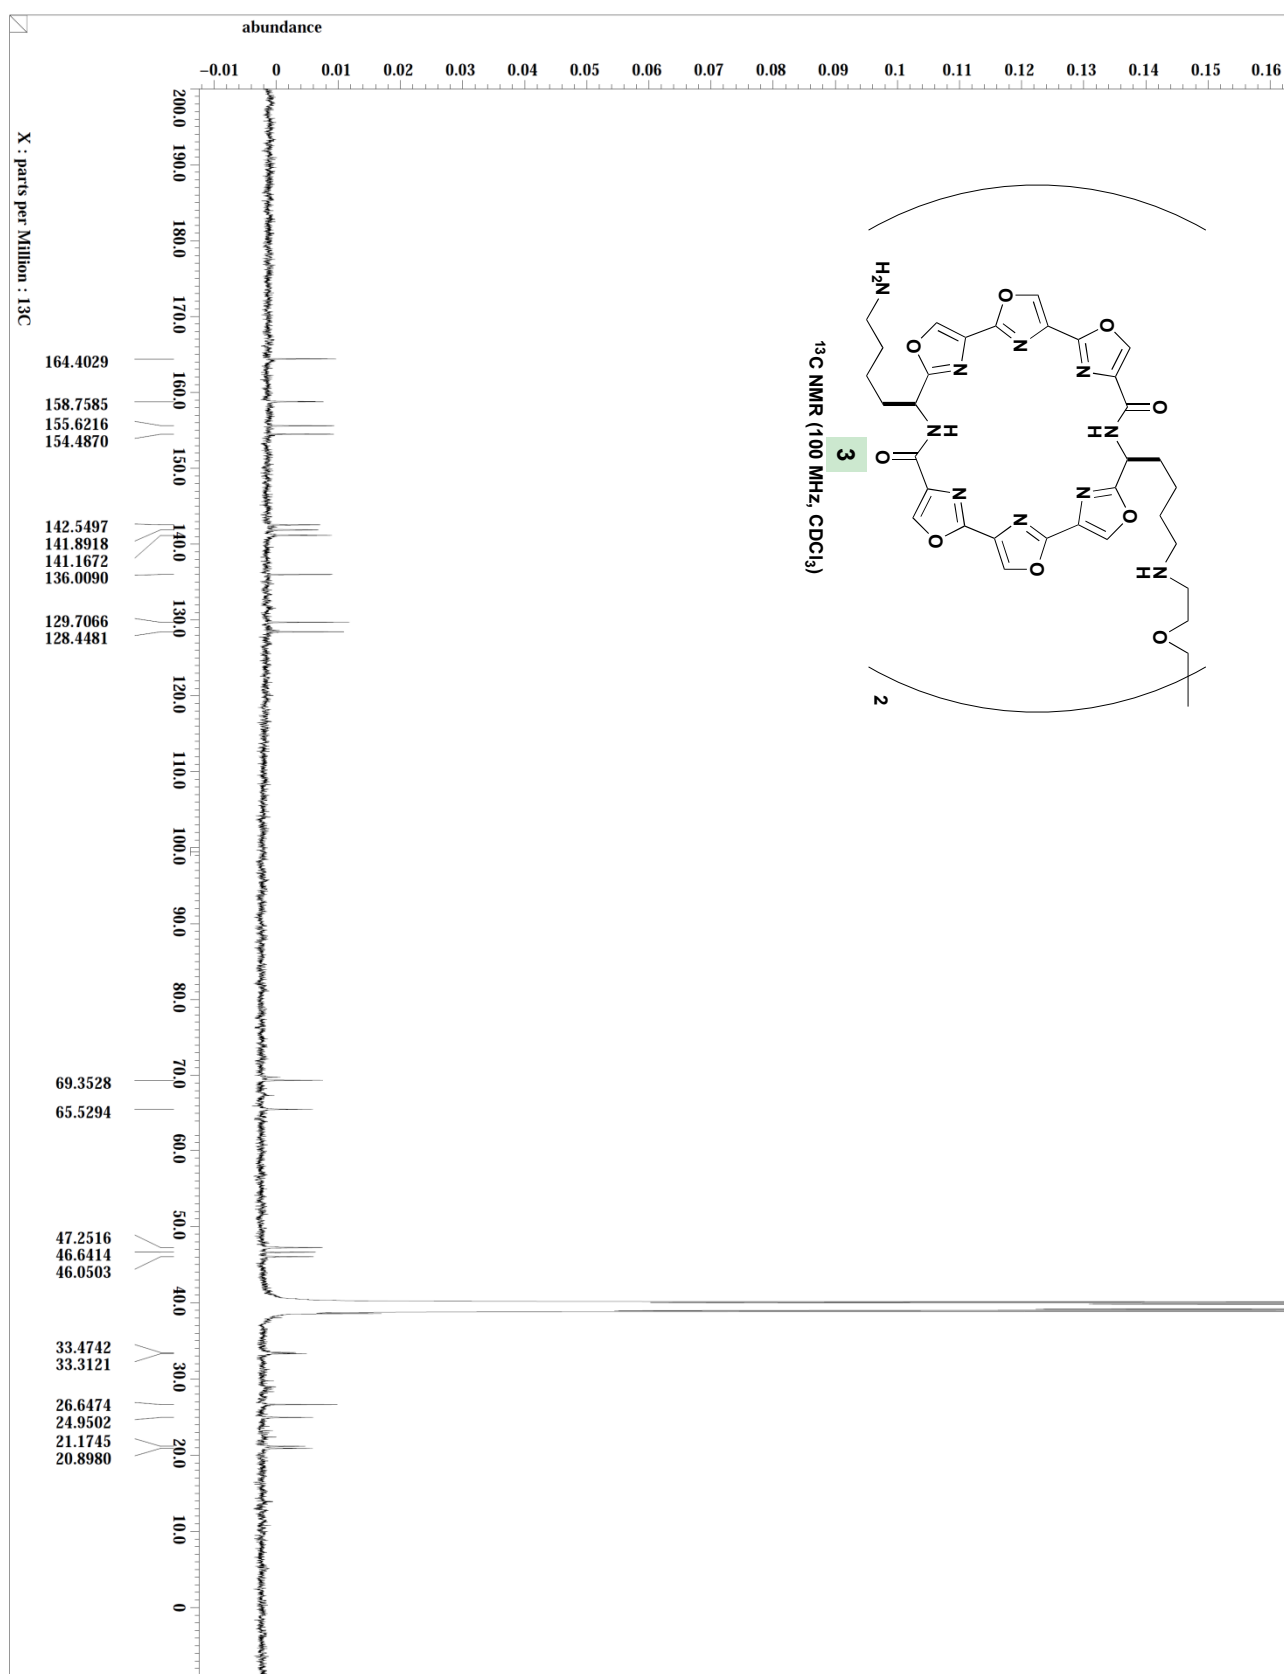 abundance
−0.01 0 0.01 0.02 0.03 0.04 0.05 0.06 0.07 0.08 0.09 0.1 0.11 0.12 0.13 0.14 0.15 0.16
X : parts per Million : 13C
200.0 190.0 180.0 170.0 160.0 150.0 140.0 130.0 120.0 110.0 100.0 90.0 80.0 70.0 60.0 50.0 40.0 30.0 20.0 10.0 0
164.4029
158.7585
155.6216
154.4870
142.5497
141.8918
141.1672
136.0090
129.7066
128.4481
69.3528
65.5294
47.2516
46.6414
46.0503
33.4742
33.3121
26.6474
24.9502
21.1745
20.8980
H₂N
O
N
O
N
O
N
O
HN
N
H
O
N
O
N
O
N
O
N
H
O
NH
2
3
¹³C NMR (100 MHz, CDCl₃)